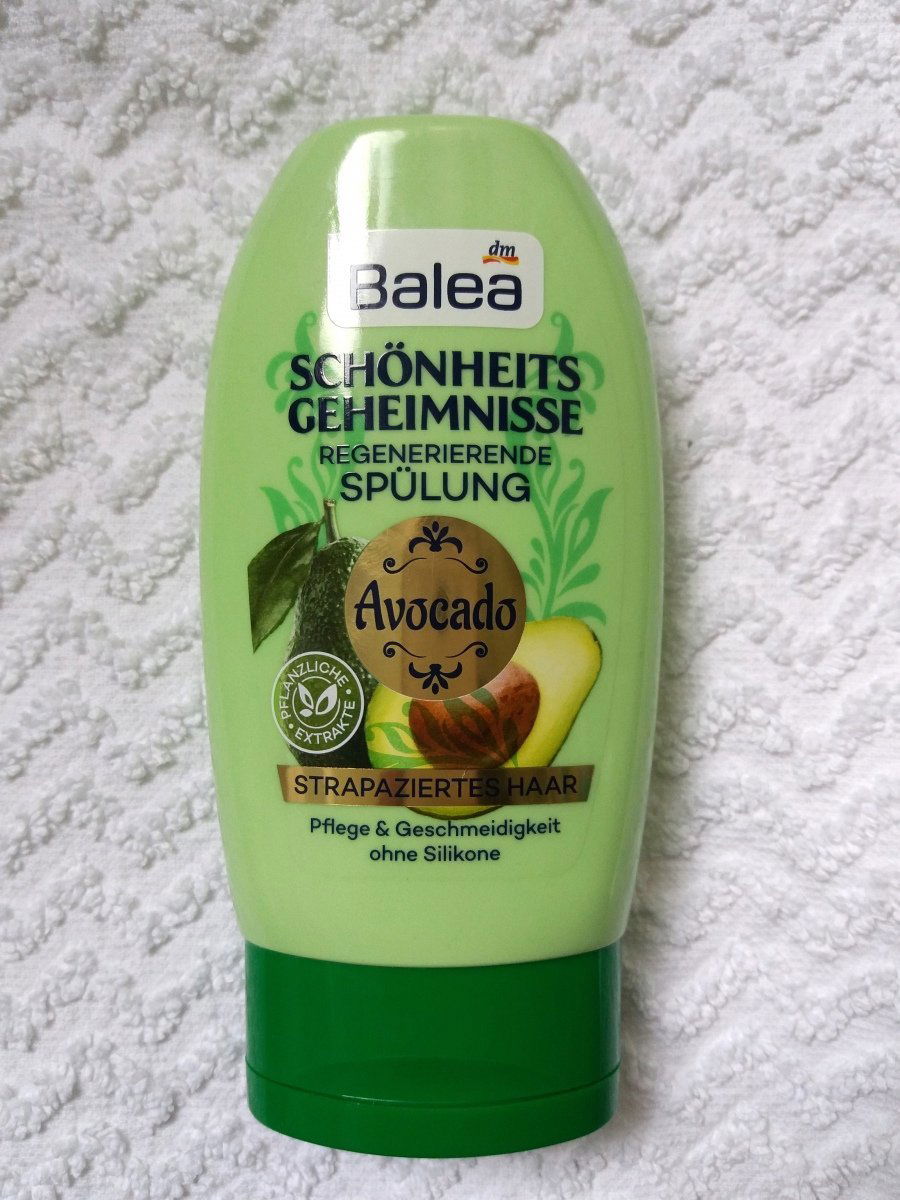 dm
Balea
SCHÖNHEITS
GEHEIMNISSE
REGENERIERENDE
SPÜLUNG
Avocado
PFLANZLICHE
• EXTRAKTE •
STRAPAZIERTES HAAR
Pflege & Geschmeidigkeit
ohne Silikone